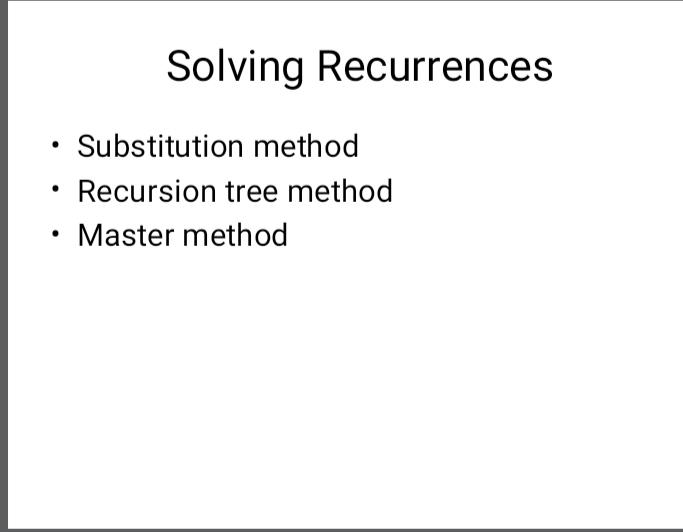 Solving Recurrences
• Substitution method
• Recursion tree method
• Master method